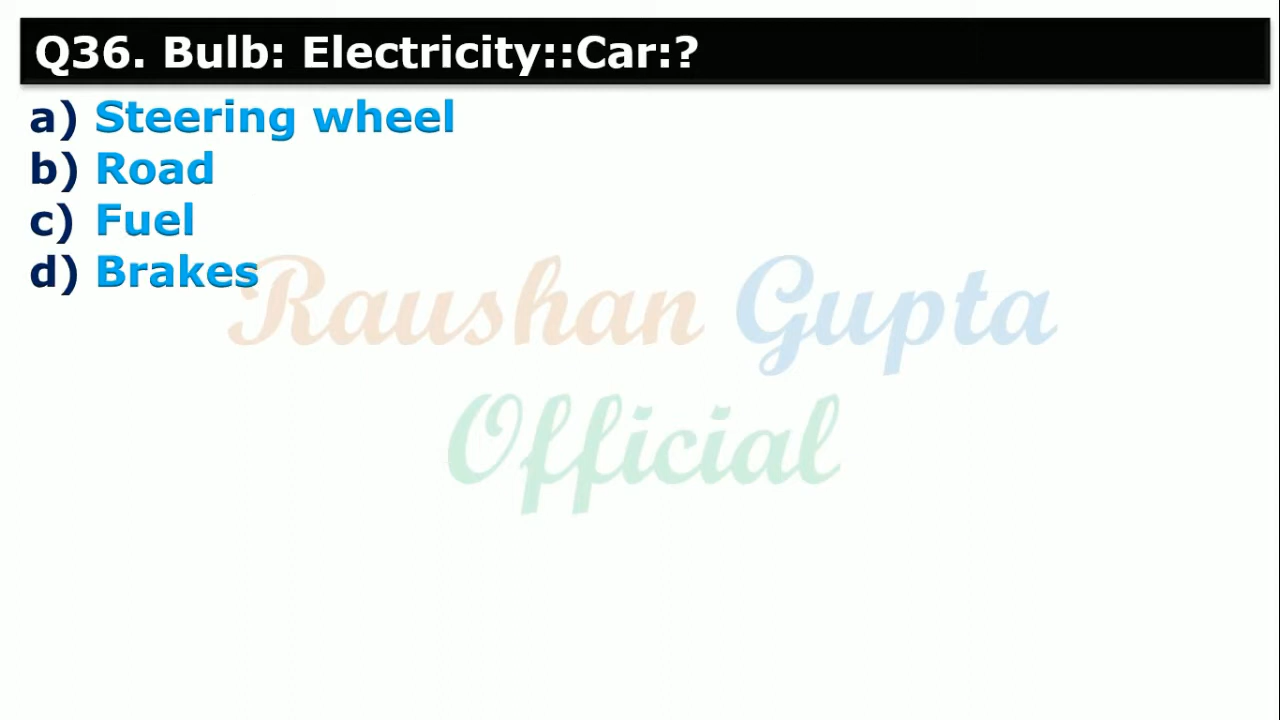 Q36. Bulb: Electricity::Car:?
a) Steering wheel
b) Road
c) Fuel
d) Brakes
Raushan Gupta
Official